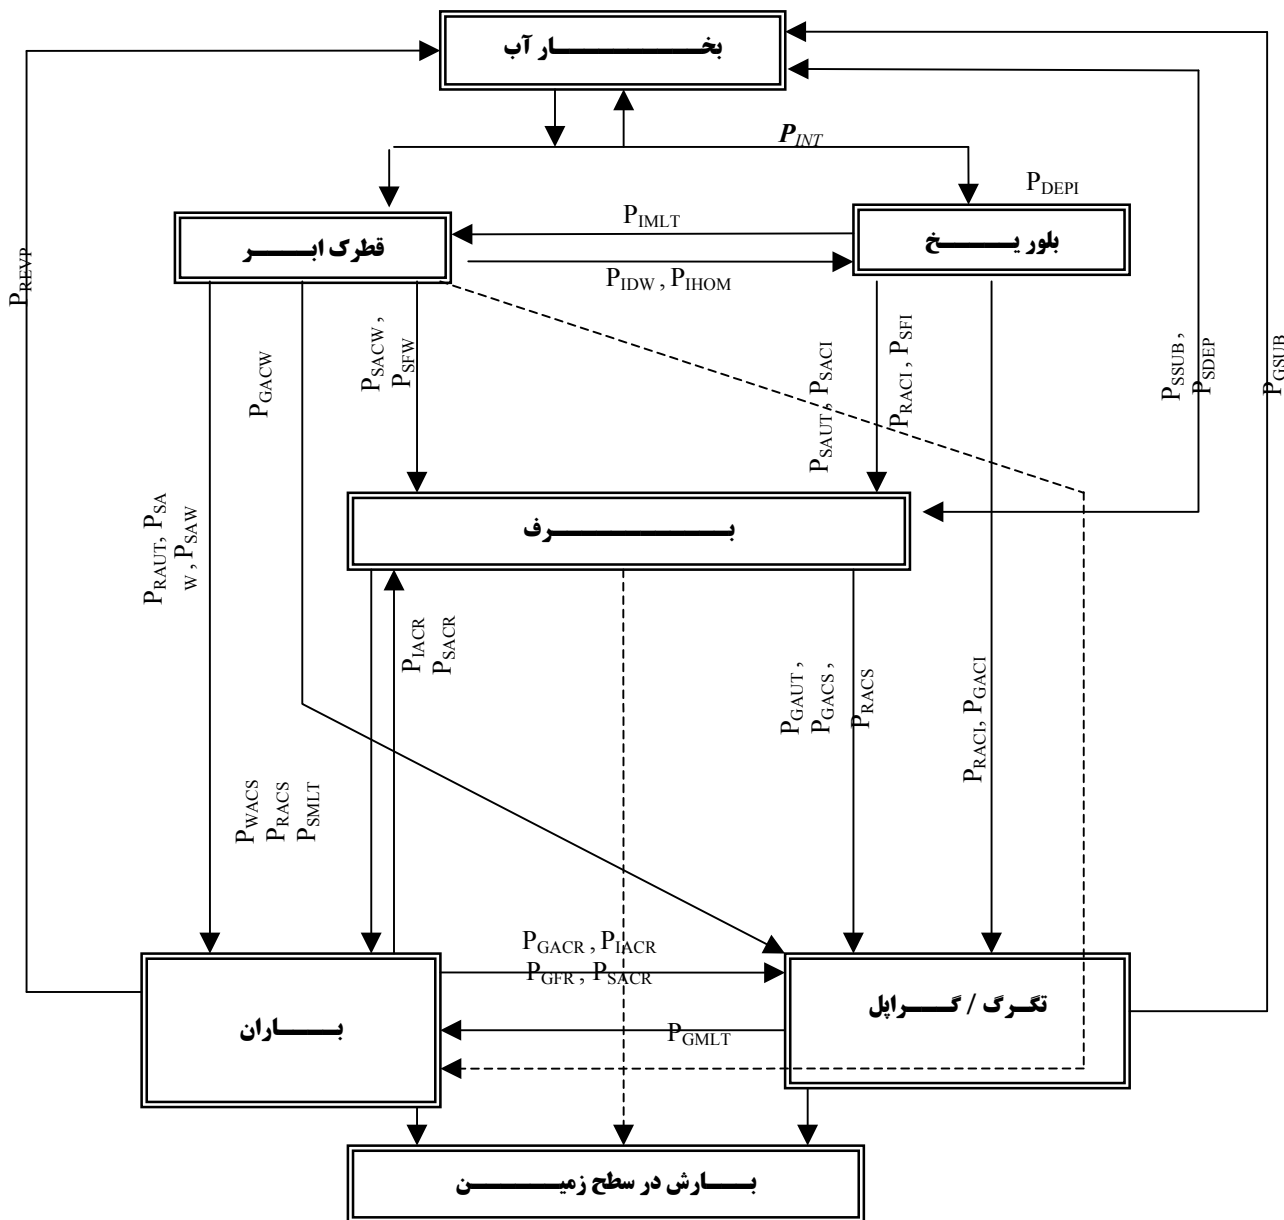 بخار آب
P_INT
P_DEPI
P_IMLT
قطرک ابر
بلور یخ
P_IDW , P_IHOM
P_REVP
P_GACW
P_SACW ,
P_SFW
P_SAUT, P_SACI
P_RACI , P_SFI
P_SSUB ,
P_SDEP
P_GSUB
برف
P_RAUT, P_SA
W , P_SAW
P_IACR
P_SACR
P_GAUT ,
P_GACS ,
P_RACS
P_RACI, P_GACI
P_WACS
P_RACS
P_SMLT
P_GACR , P_IACR
P_GFR , P_SACR
باران
تگرگ / گراپل
P_GMLT
بارش در سطح زمین